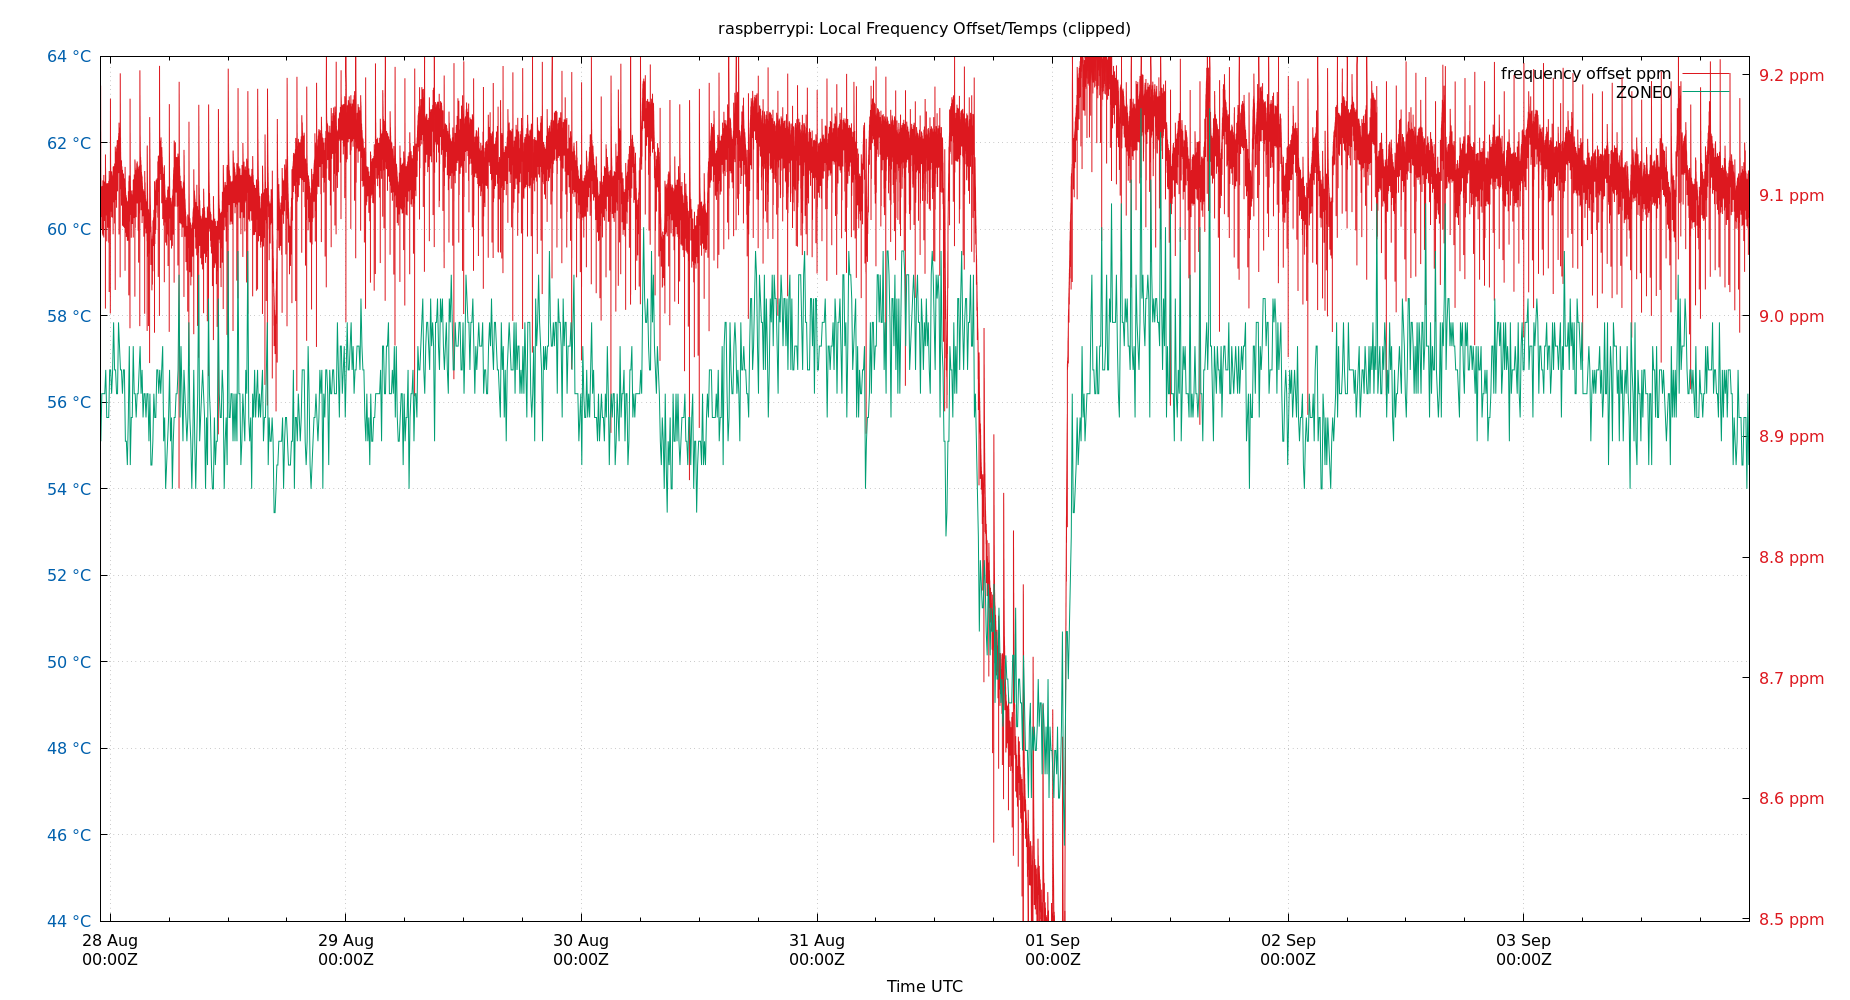 raspberrypi: Local Frequency Offset/Temps (clipped)
64 °C
62 °C
60 °C
58 °C
56 °C
54 °C
52 °C
50 °C
48 °C
46 °C
44 °C
frequency offset ppm
ZONE0
9.2 ppm
9.1 ppm
9.0 ppm
8.9 ppm
8.8 ppm
8.7 ppm
8.6 ppm
8.5 ppm
28 Aug
00:00Z
29 Aug
00:00Z
30 Aug
00:00Z
31 Aug
00:00Z
01 Sep
00:00Z
02 Sep
00:00Z
03 Sep
00:00Z
Time UTC